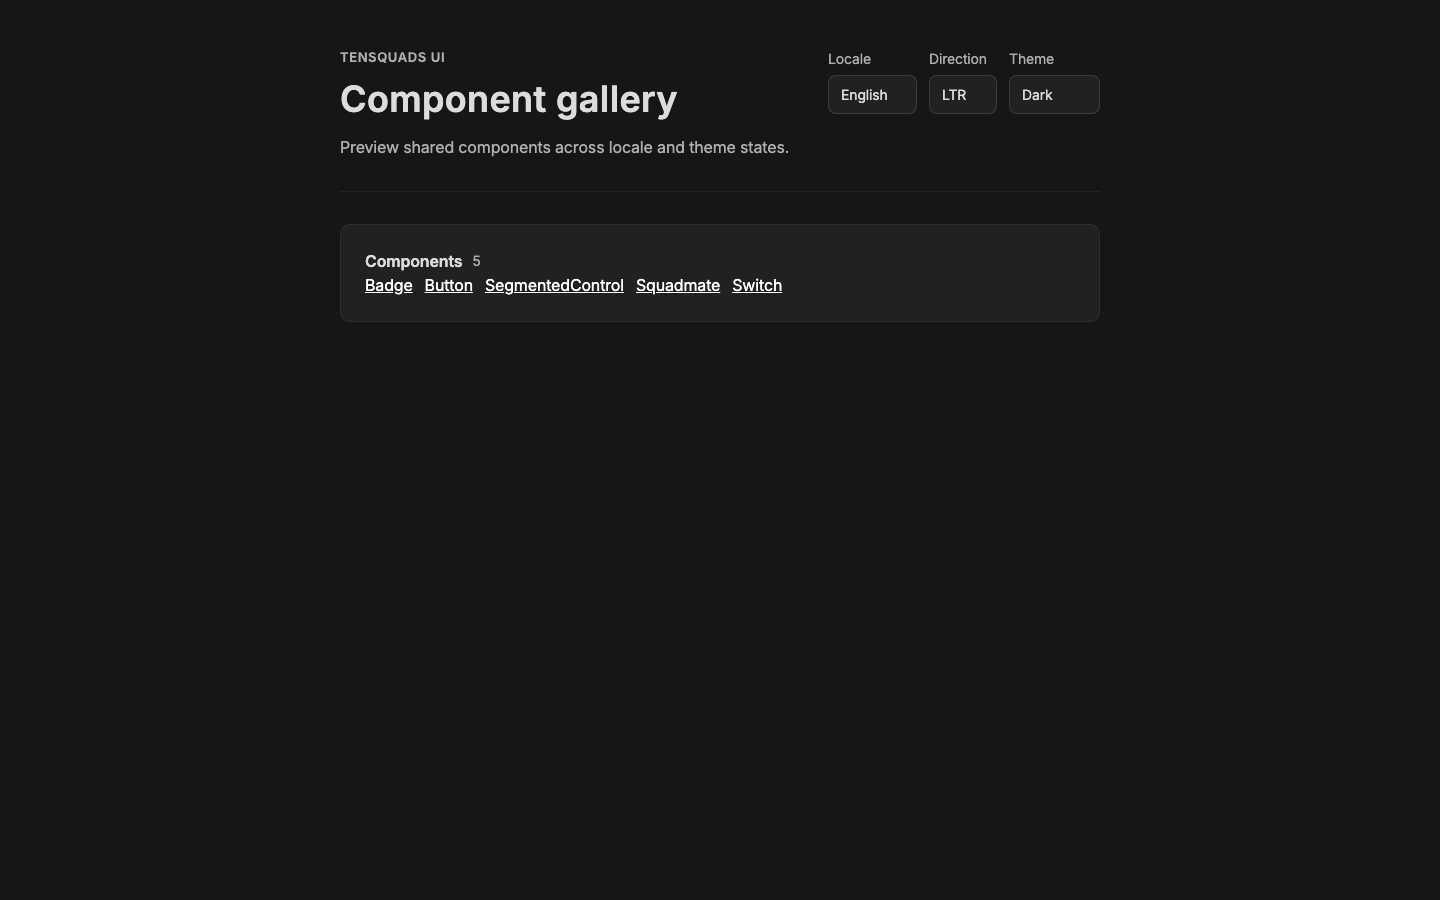 TENSQUADS UI
Component gallery
Preview shared components across locale and theme states.
Locale
English
Direction
LTR
Theme
Dark
Components 5
Badge Button SegmentedControl Squadmate Switch